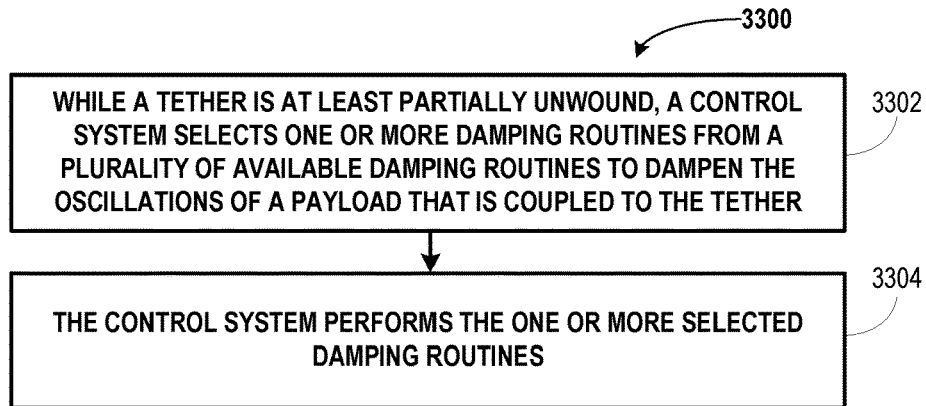 3300
WHILE A TETHER IS AT LEAST PARTIALLY UNWOUND, A CONTROL
SYSTEM SELECTS ONE OR MORE DAMPING ROUTINES FROM A
PLURALITY OF AVAILABLE DAMPING ROUTINES TO DAMPEN THE
OSCILLATIONS OF A PAYLOAD THAT IS COUPLED TO THE TETHER
3302
THE CONTROL SYSTEM PERFORMS THE ONE OR MORE SELECTED
DAMPING ROUTINES
3304